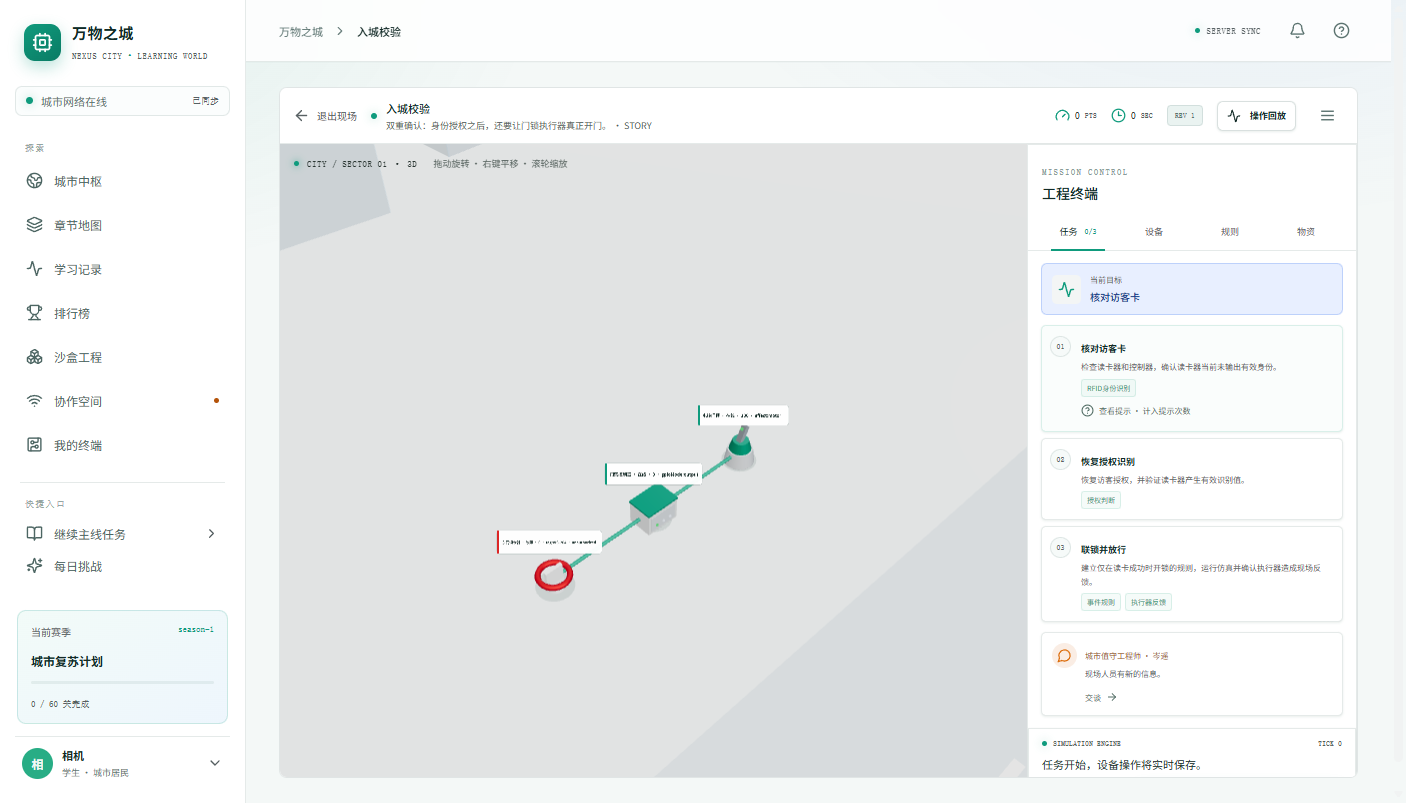 万物之城
NEXUS CITY • LEARNING WORLD
城市网络在线
已同步
探索
城市中枢
章节地图
学习记录
排行榜
沙盒工程
协作空间
我的终端
快捷入口
继续主线任务
每日挑战
当前赛季
season-1
城市复苏计划
0 / 60 关完成
相
相机
学生 · 城市居民
万物之城
入城校验
SERVER SYNC
退出现场
入城校验
双重确认：身份授权之后，还要让门锁执行器真正开门。 · STORY
0 PTS
0 SEC
REV 1
操作回放
CITY / SECTOR 01 • 3D
拖动旋转 · 右键平移 · 滚轮缩放
MISSION CONTROL
工程终端
任务 0/3
设备
规则
物资
当前目标
核对访客卡
01
核对访客卡
检查读卡器和控制器，确认读卡器当前未输出有效身份。
RFID身份识别
查看提示 · 计入提示次数
02
恢复授权识别
恢复访客授权，并验证读卡器产生有效识别值。
授权判断
03
联锁并放行
建立仅在读卡成功时开锁的规则，运行仿真并确认执行器造成现场反
馈。
事件规则
执行器反馈
城市值守工程师 · 岑遥
现场人员有新的信息。
交谈
SIMULATION ENGINE
TICK 0
任务开始，设备操作将实时保存。